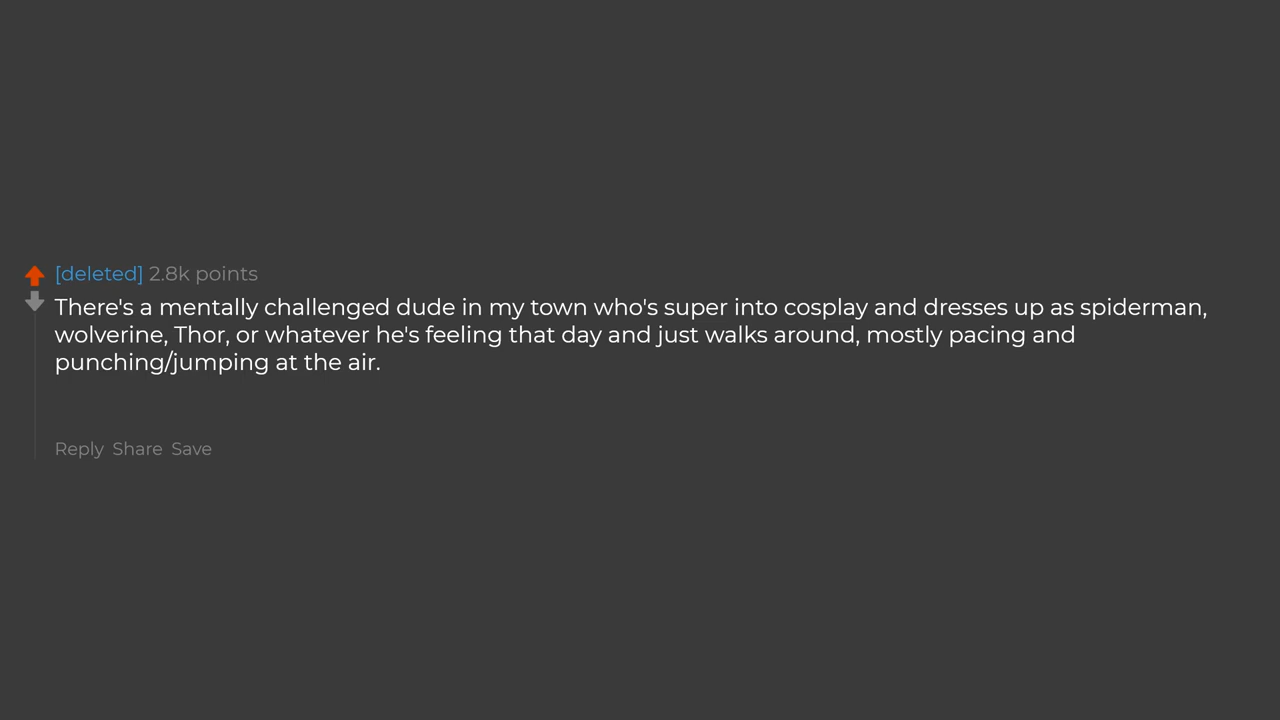 [deleted] 2.8k points
There's a mentally challenged dude in my town who's super into cosplay and dresses up as spiderman,
wolverine, Thor, or whatever he's feeling that day and just walks around, mostly pacing and
punching/jumping at the air.
Reply Share Save